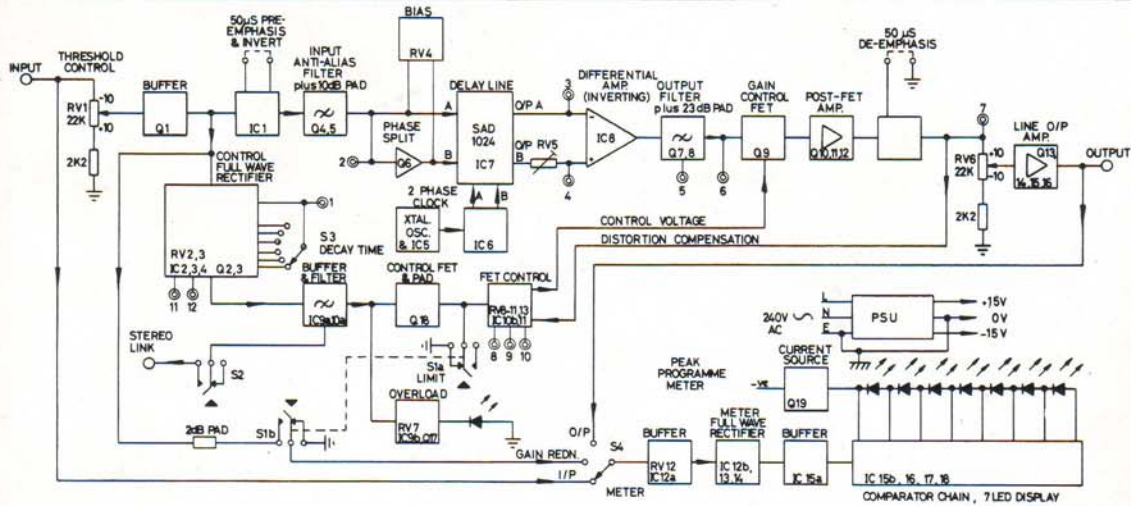 INPUT
THRESHOLD
CONTROL
RV1
22K
-10
+10
2K2
BUFFER
Q1
50µS PRE-
EMPHASIS
& INVERT
IC1
INPUT
ANTI-ALIAS
FILTER
plus 10dB PAD
Q4,5
BIAS
RV4
PHASE
SPLIT
Q6
2
A
B
DELAY LINE
SAD
1024
IC7
O/P A
O/P
B
RV5
3
4
2 PHASE
CLOCK
XTAL.
OSC.
& IC5
A
B
IC6
DIFFERENTIAL
AMP.
(INVERTING)
IC8
OUTPUT
FILTER
plus 23dB PAD
Q7,8
5
6
GAIN
CONTROL
FET
Q9
POST-FET
AMP.
Q10,11,12
50 µS
DE-EMPHASIS
7
RV6
22K
+10
-10
2K2
LINE O/P
AMP.
Q13,
14,15,16
OUTPUT
CONTROL
FULL WAVE
RECTIFIER
RV2,3
IC2,3,4
Q2,3
1
S3
DECAY TIME
11
12
BUFFER
& FILTER
IC9a,10a
CONTROL FET
& PAD
Q18
FET CONTROL
RV8-11,13
IC10b,11
8
9
10
CONTROL VOLTAGE
DISTORTION COMPENSATION
STEREO
LINK
S2
S1a
LIMIT
OVERLOAD
RV7
IC9b,Q17
2dB PAD
S1b
GAIN REDN.
I/P
O/P
S4
METER
BUFFER
RV12
IC12a
METER
FULL WAVE
RECTIFIER
IC12b,
13,14
BUFFER
IC15a
PEAK
PROGRAMME
METER
-ve
CURRENT
SOURCE
Q19
240V
AC
L
N
E
PSU
+15V
0V
-15V
IC15b, 16, 17, 18
COMPARATOR CHAIN, 7 LED DISPLAY